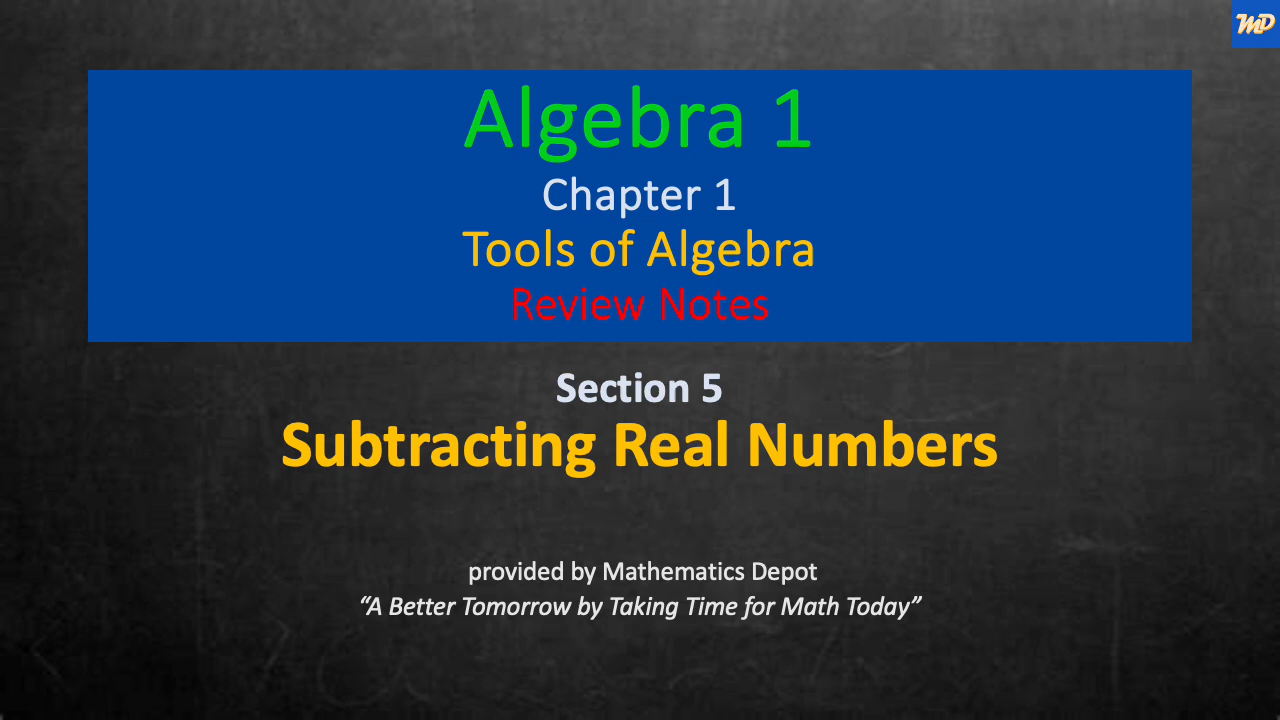 MD
Algebra 1
Chapter 1
Tools of Algebra
Review Notes
Section 5
Subtracting Real Numbers
provided by Mathematics Depot
“A Better Tomorrow by Taking Time for Math Today”